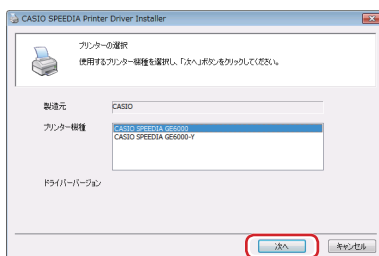 CASIO SPEEDIA Printer Driver Installer
プリンターの選択
使用するプリンター機種を選択し、「次へ」ボタンをクリックしてください。
製造元 CASIO
プリンター機種 CASIO SPEEDIA GE6000
CASIO SPEEDIA GE6000-Y
ドライバーバージョン
次へ キャンセル